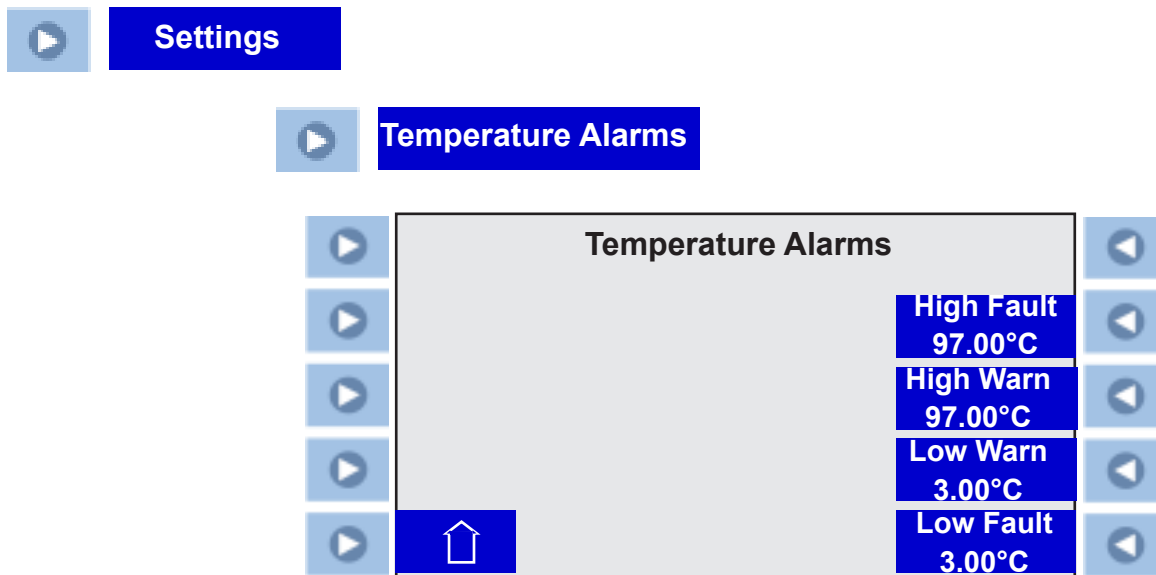 Settings
Temperature Alarms
Temperature Alarms
High Fault
97.00°C
High Warn
97.00°C
Low Warn
3.00°C
Low Fault
3.00°C